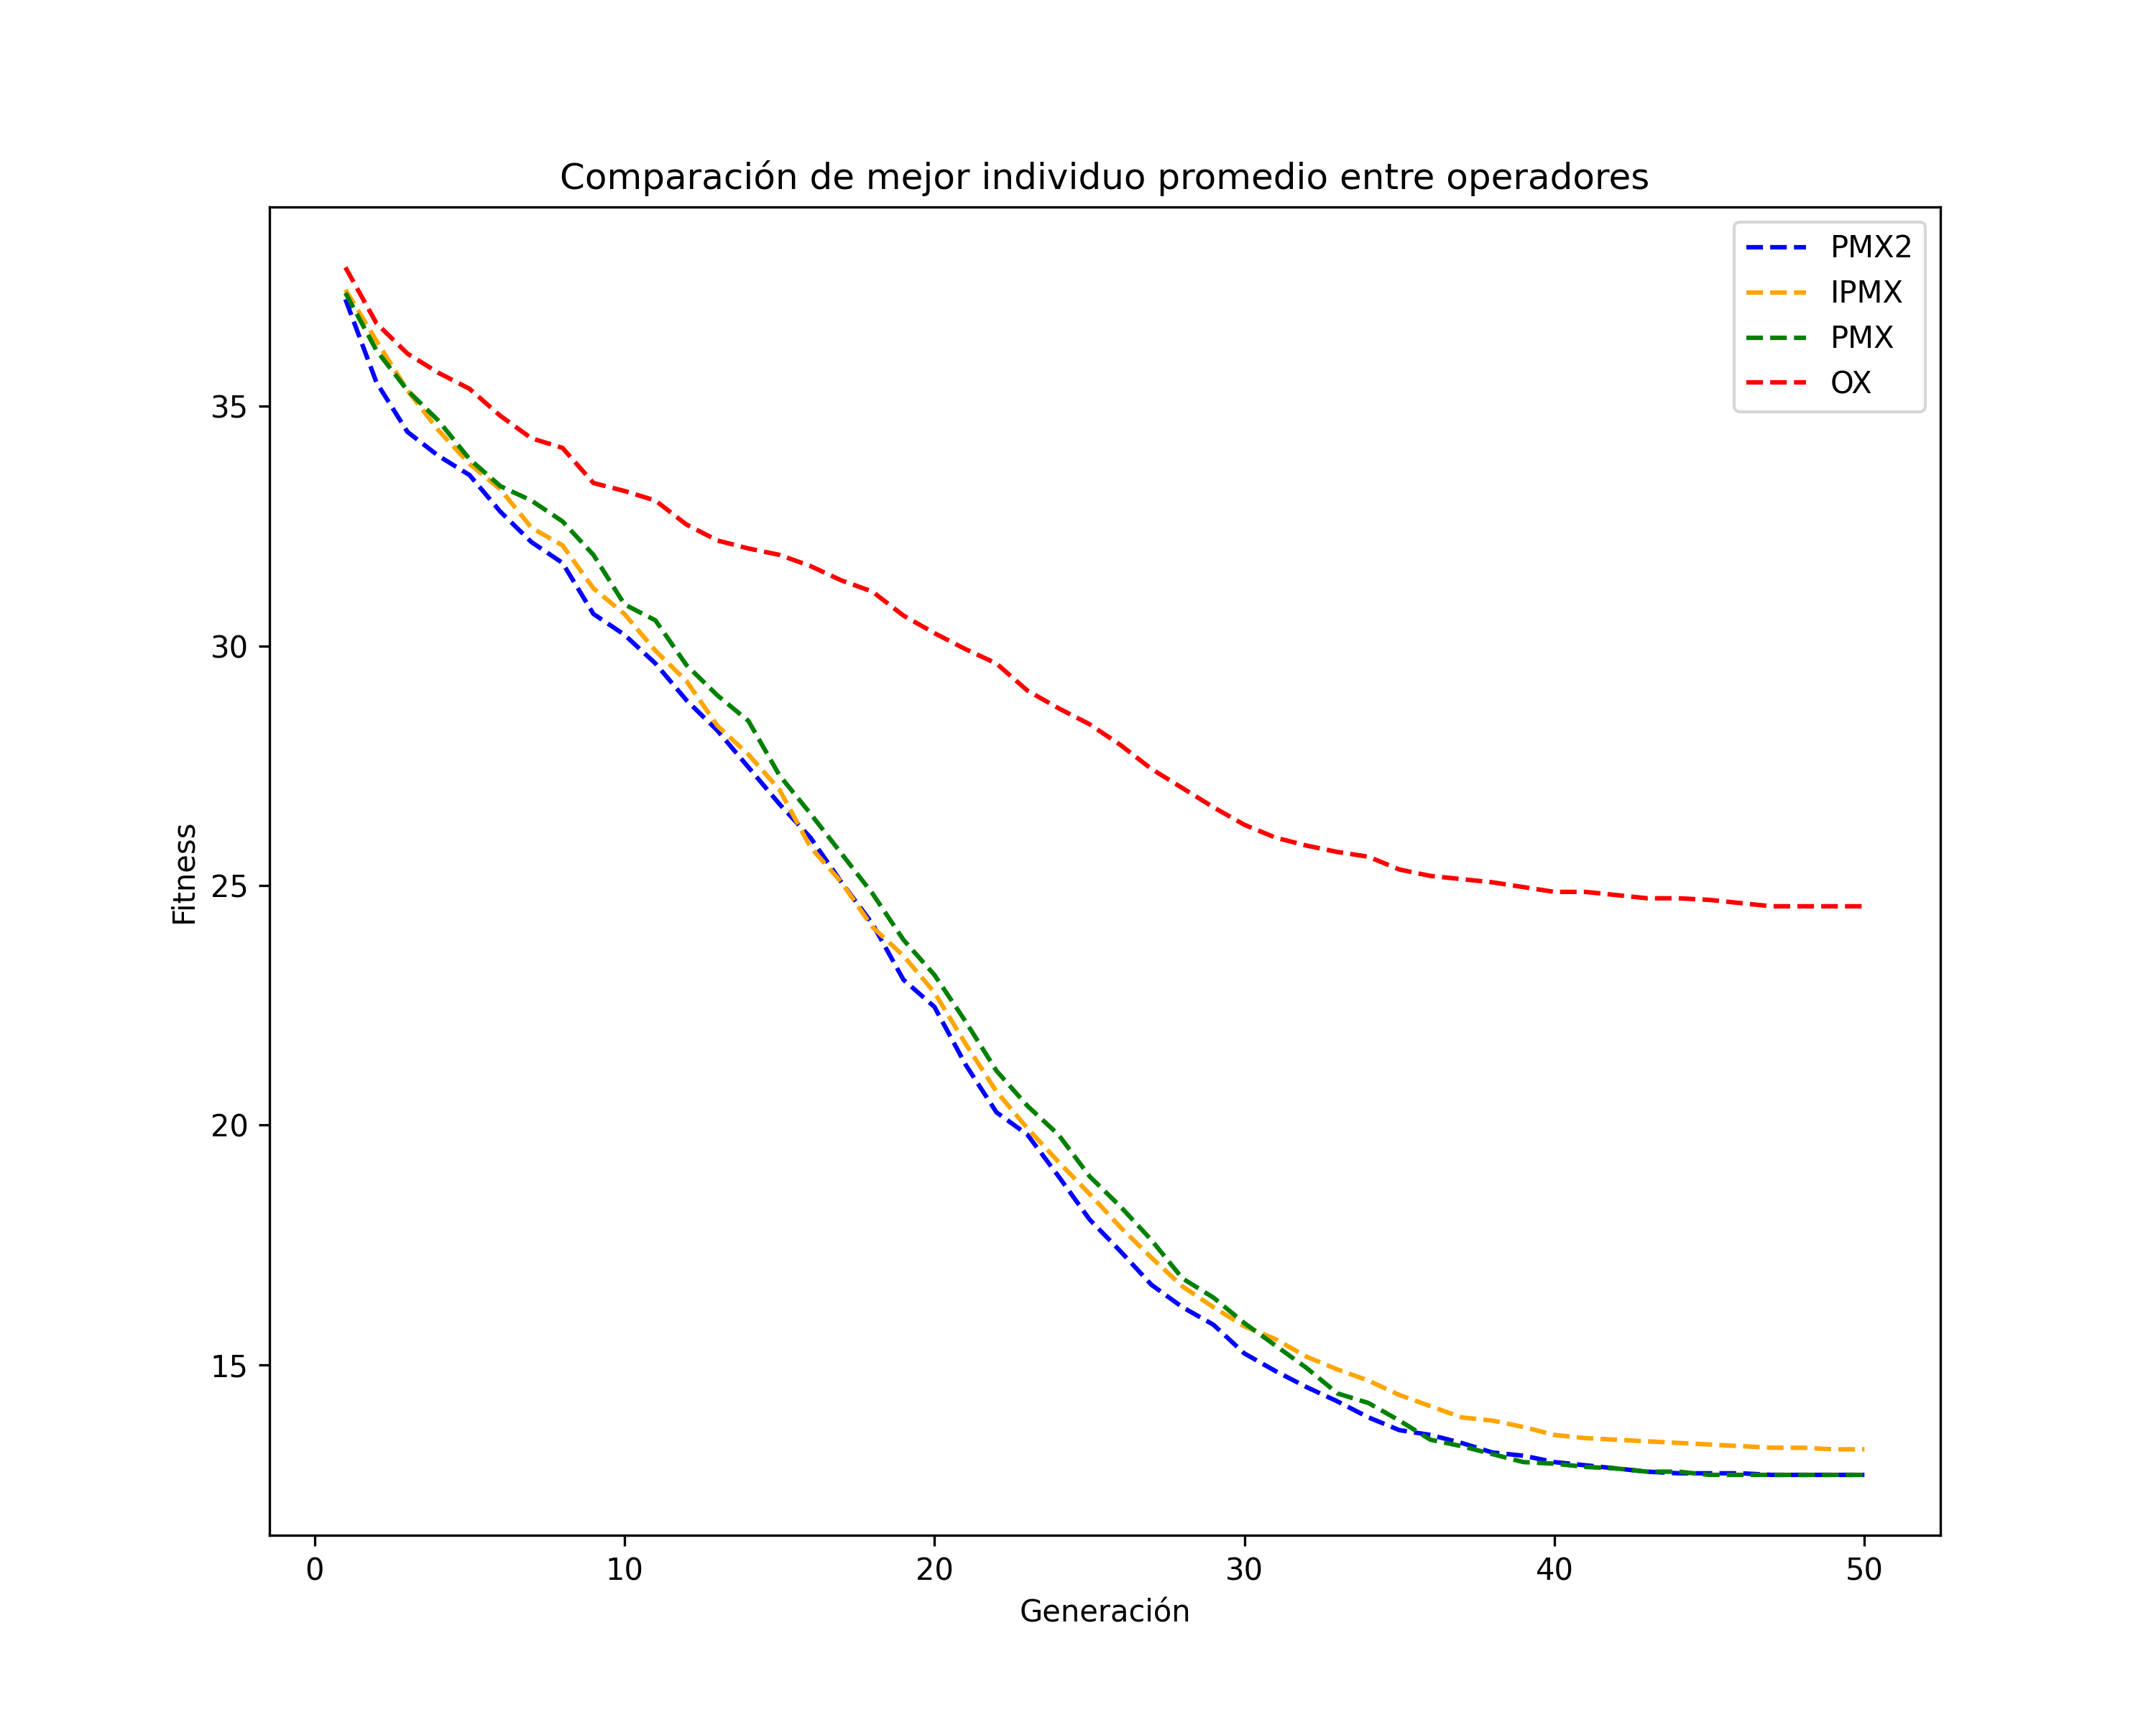 Comparación de mejor individuo promedio entre operadores
PMX2
IPMX
PMX
OX
Fitness
35
30
25
20
15
0 10 20 30 40 50
Generación